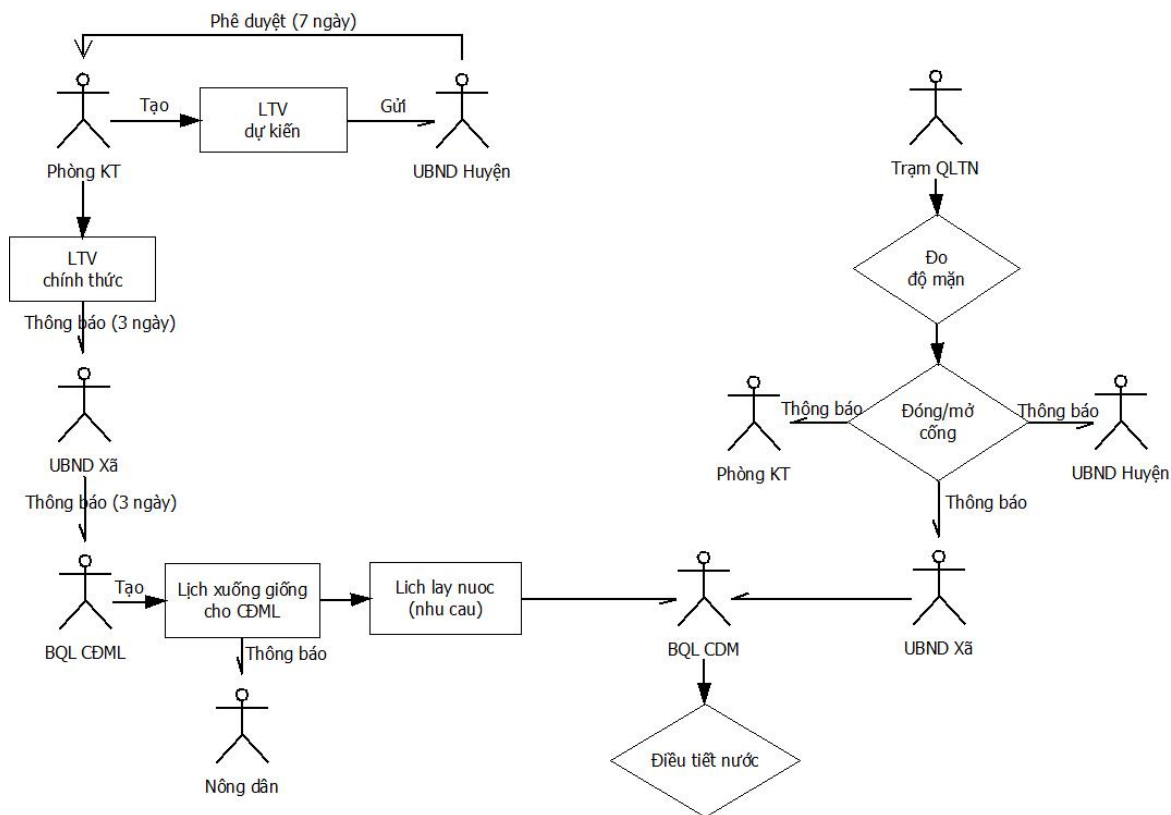 Phê duyệt (7 ngày)
Tạo
LTV
dự kiến
Gửi
Phòng KT
UBND Huyện
Trạm QLTN
LTV
chính thức
Đo
độ mặn
Thông báo (3 ngày)
Thông báo
Đóng/mở
cống
Thông báo
UBND Xã
Phòng KT
UBND Huyện
Thông báo (3 ngày)
Thông báo
Tạo
Lịch xuống giống
cho CĐML
Lich lay nuoc
(nhu cau)
BQL CĐML
BQL CDM
UBND Xã
Thông báo
Nông dân
Điều tiết nước